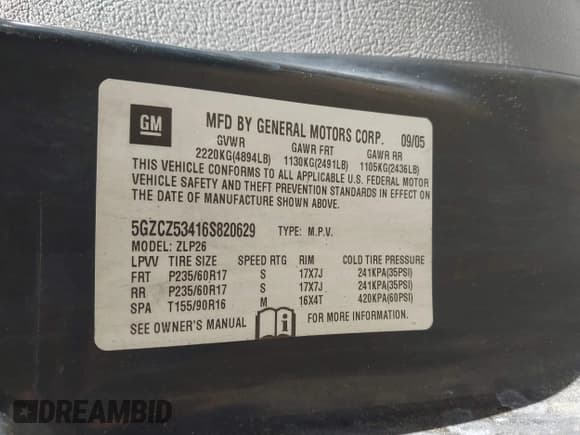 GM
MFD BY GENERAL MOTORS CORP. 09/05
GVWR GAWR FRT GAWR RR
2220KG(4894LB) 1130KG(2491LB) 1105KG(2436LB)
THIS VEHICLE CONFORMS TO ALL APPLICABLE U.S. FEDERAL MOTOR
VEHICLE SAFETY AND THEFT PREVENTION STANDARDS IN EFFECT ON
THE DATE OF MANUFACTURE SHOWN ABOVE.
5GZCZ53416S820629 TYPE: M.P.V.
MODEL: ZLP26
LPVV TIRE SIZE SPEED RTG RIM COLD TIRE PRESSURE
FRT P235/60R17 S 17X7J 241KPA(35PSI)
RR P235/60R17 S 17X7J 241KPA(35PSI)
SPA T155/90R16 M 16X4T 420KPA(60PSI)
SEE OWNER'S MANUAL i
DREAMBID